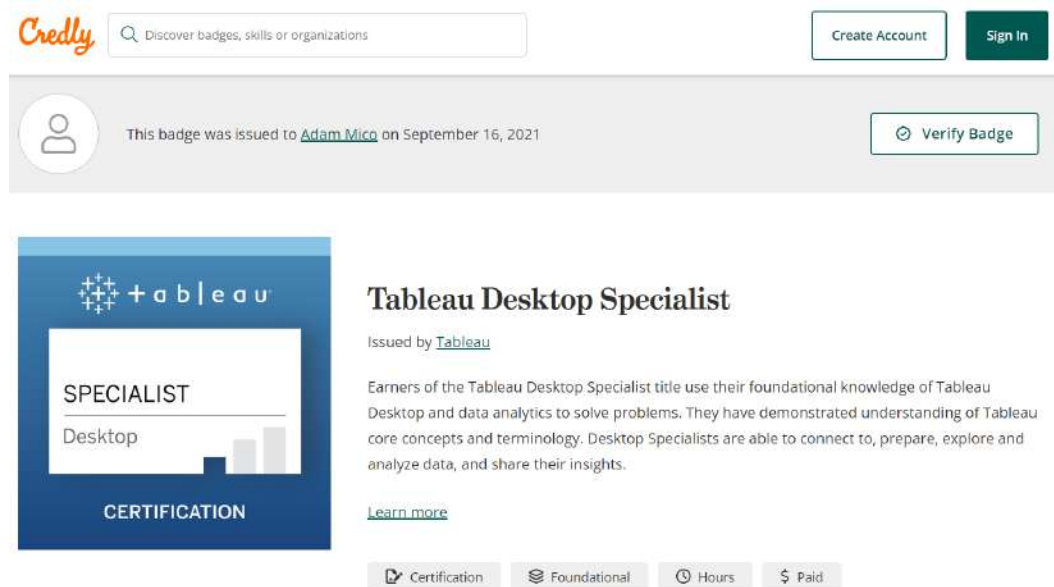 Credly
Discover badges, skills or organizations
Create Account
Sign In
This badge was issued to Adam Mico on September 16, 2021
Verify Badge
+ableau
SPECIALIST
Desktop
CERTIFICATION
Tableau Desktop Specialist
Issued by Tableau
Earners of the Tableau Desktop Specialist title use their foundational knowledge of Tableau
Desktop and data analytics to solve problems. They have demonstrated understanding of Tableau
core concepts and terminology. Desktop Specialists are able to connect to, prepare, explore and
analyze data, and share their insights.
Learn more
Certification
Foundational
Hours
$ Paid